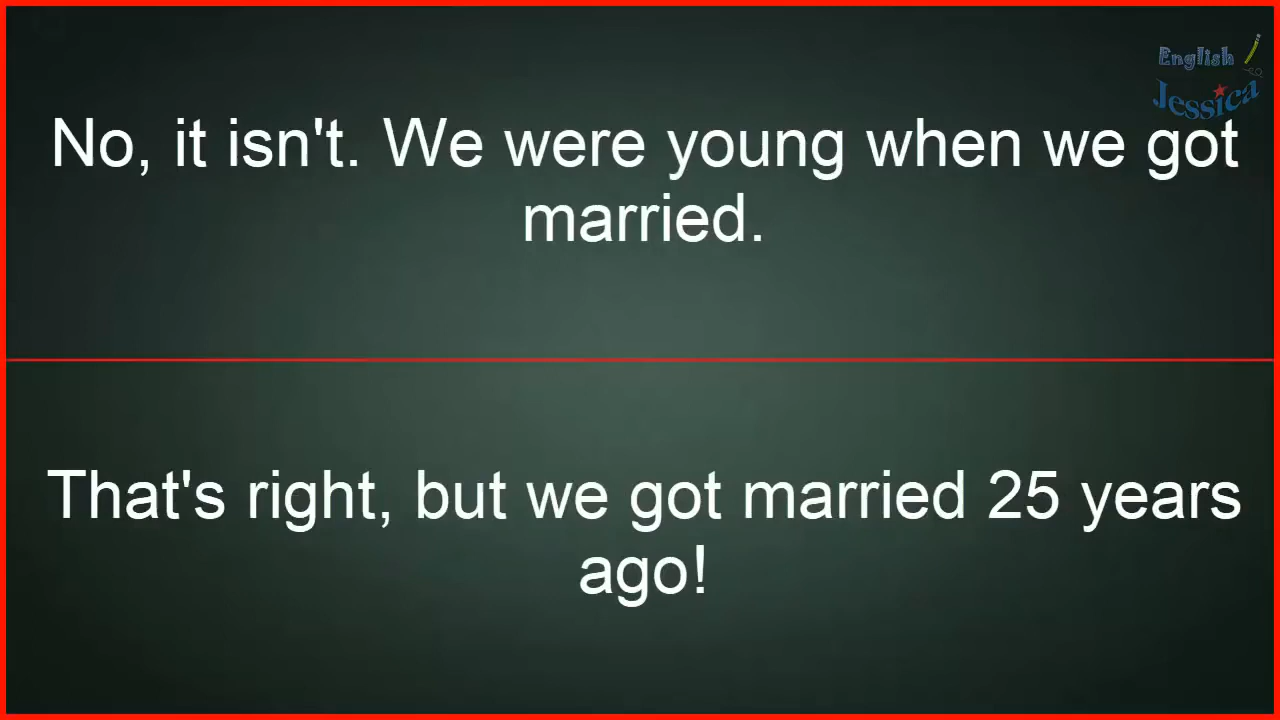 English
Jessica
No, it isn't. We were young when we got
married.
That's right, but we got married 25 years
ago!